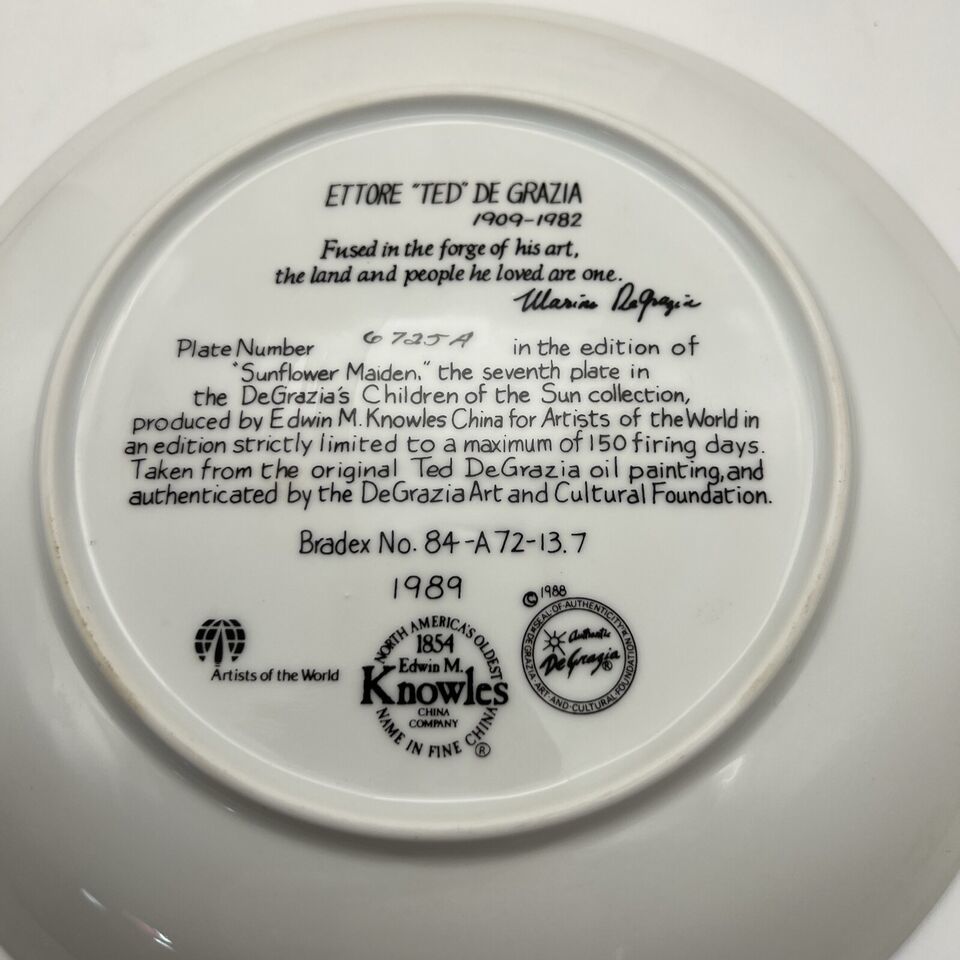 ETTORE "TED" DE GRAZIA
1909-1982
Fused in the forge of his art,
the land and people he loved are one.
Marion DeGrazia
Plate Number 6725A in the edition of
"Sunflower Maiden," the seventh plate in
the DeGrazia's Children of the Sun collection,
produced by Edwin M. Knowles China for Artists of the World in
an edition strictly limited to a maximum of 150 firing days.
Taken from the original Ted DeGrazia oil painting, and
authenticated by the DeGrazia Art and Cultural Foundation.
Bradex No. 84-A72-13.7
1989
© 1988
Artists of the World
NORTH AMERICA'S OLDEST
1854
Edwin M.
Knowles
CHINA
COMPANY
NAME IN FINE CHINA
®
SEAL OF AUTHENTICITY
Authentic
DeGrazia®
DE GRAZIA ART AND CULTURAL FOUNDATION